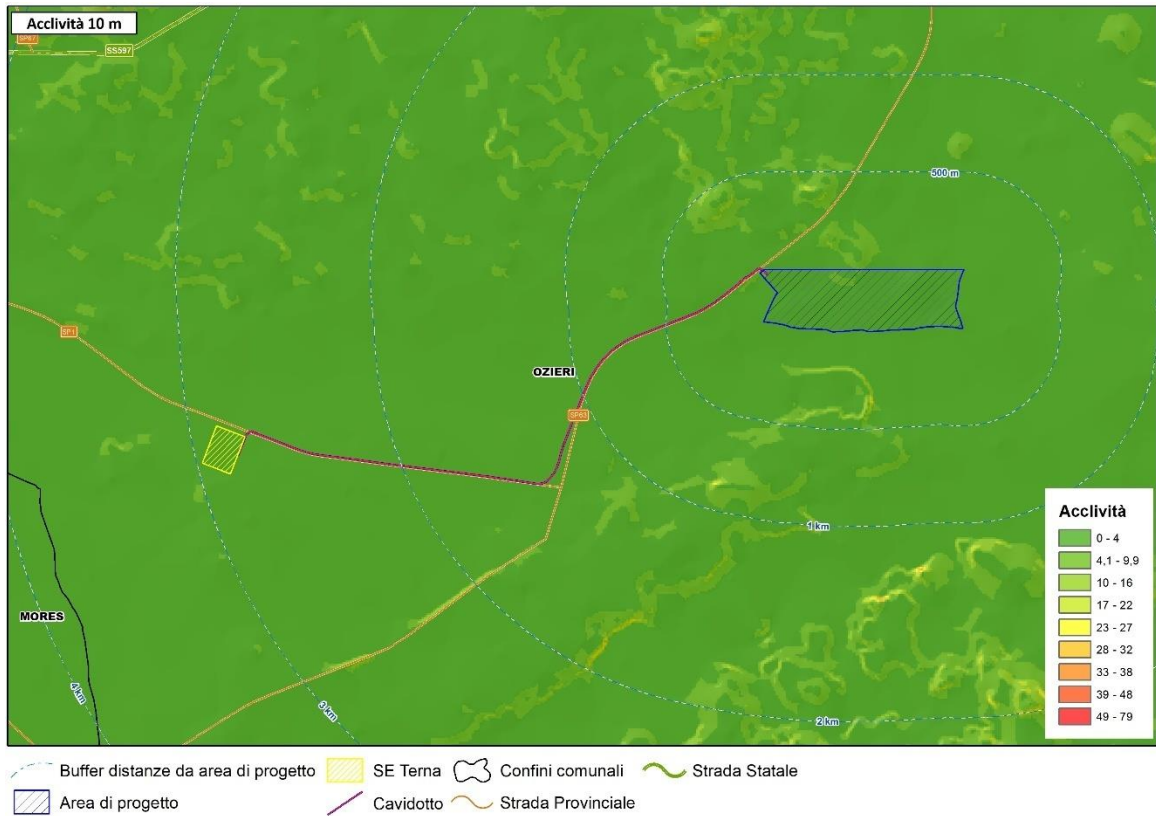 Acclività 10 m
SP67
SS597
500 m
SP1
OZIERI
SP63
1 km
MORES
4 km
3 km
2 km
Acclività
0 - 4
4,1 - 9,9
10 - 16
17 - 22
23 - 27
28 - 32
33 - 38
39 - 48
49 - 79
Buffer distanze da area di progetto
SE Terna
Confini comunali
Strada Statale
Area di progetto
Cavidotto
Strada Provinciale